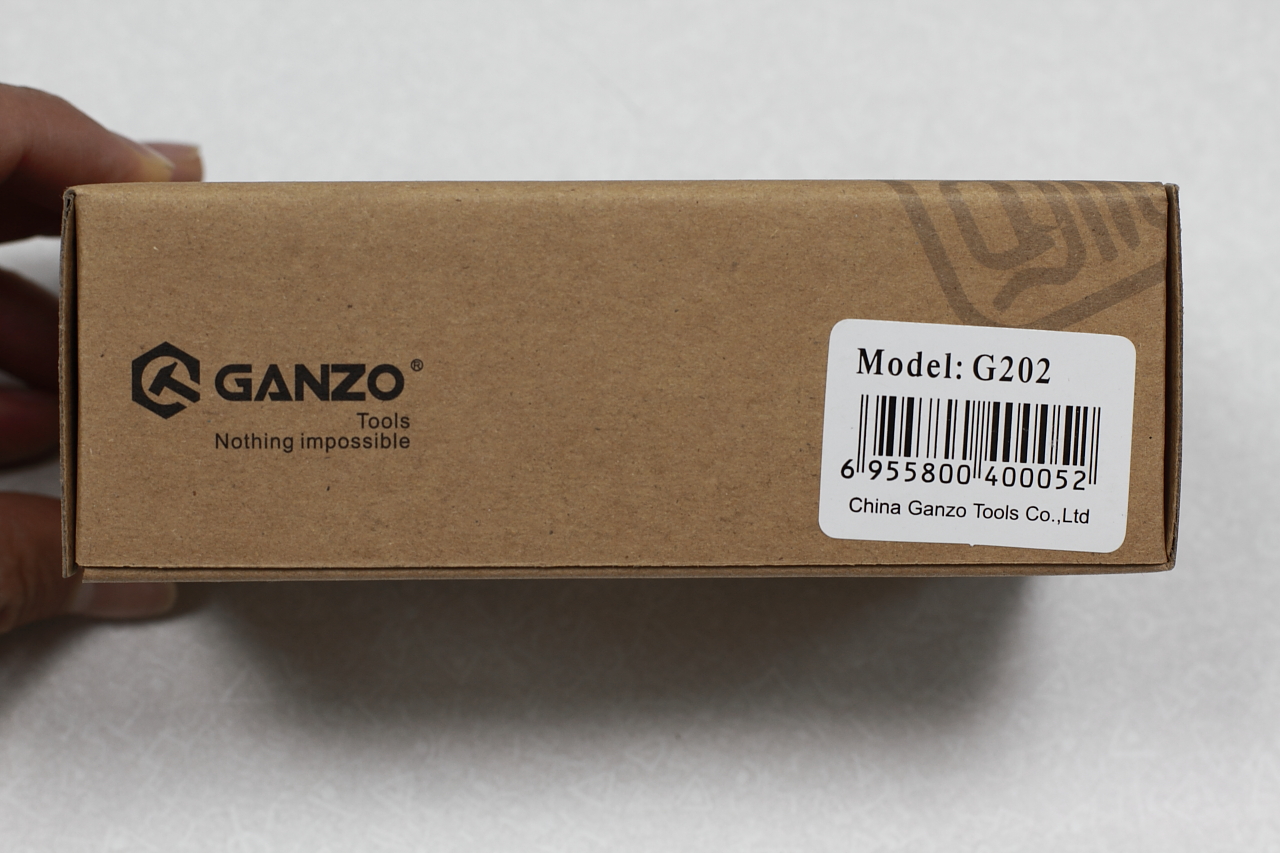 GANZO®
Tools
Nothing impossible
Model: G202
6 955800 400052
China Ganzo Tools Co.,Ltd